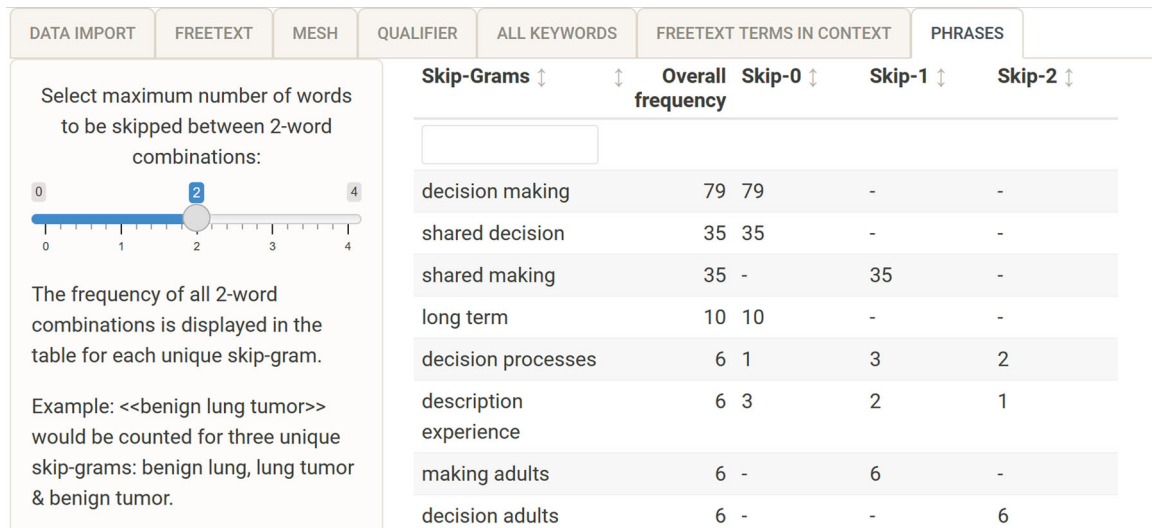 DATA IMPORT FREETEXT MESH QUALIFIER ALL KEYWORDS FREETEXT TERMS IN CONTEXT PHRASES
Select maximum number of words
to be skipped between 2-word
combinations:
0 2 4
0 1 2 3 4
The frequency of all 2-word
combinations is displayed in the
table for each unique skip-gram.
Example: <<benign lung tumor>>
would be counted for three unique
skip-grams: benign lung, lung tumor
& benign tumor.
Skip-Grams Overall Skip-0 Skip-1 Skip-2
frequency
decision making 79 79 - -
shared decision 35 35 - -
shared making 35 - 35 -
long term 10 10 - -
decision processes 6 1 3 2
description 6 3 2 1
experience
making adults 6 - 6 -
decision adults 6 - - 6